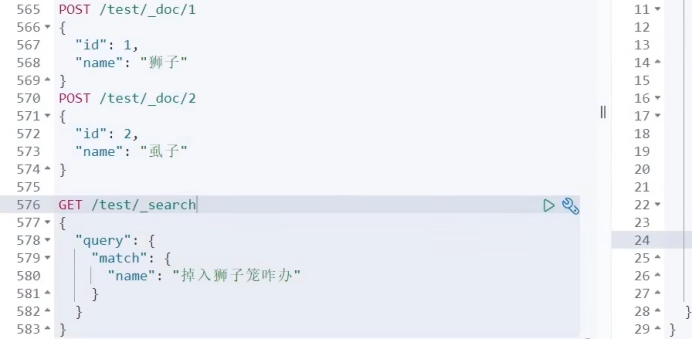 565 POST /test/_doc/1
566 {
567 "id": 1,
568 "name": "狮子"
569 }
570 POST /test/_doc/2
571 {
572 "id": 2,
573 "name": "虱子"
574 }
575
576 GET /test/_search
577 {
578 "query": {
579 "match": {
580 "name": "掉入狮子笼咋办"
581 }
582 }
583 }
11
12
13
14
15
16
17
18
19
20
21
22
23
24
25
26
27
28 }
29 }